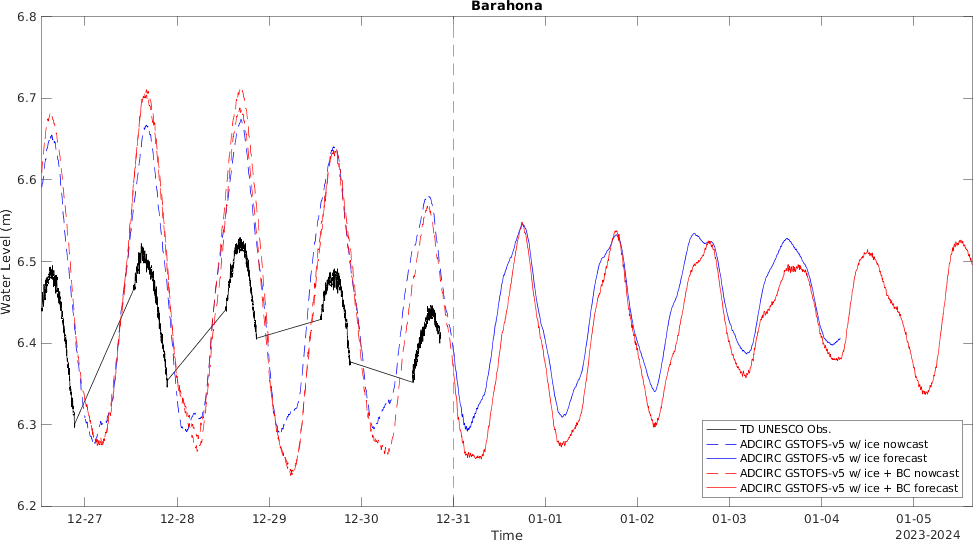 Barahona
6.8
6.7
6.6
6.5
6.4
6.3
6.2
Water Level (m)
TD UNESCO Obs.
ADCIRC GSTOFS-v5 w/ ice nowcast
ADCIRC GSTOFS-v5 w/ ice forecast
ADCIRC GSTOFS-v5 w/ ice + BC nowcast
ADCIRC GSTOFS-v5 w/ ice + BC forecast
12-27 12-28 12-29 12-30 12-31 01-01 01-02 01-03 01-04 01-05
Time
2023-2024